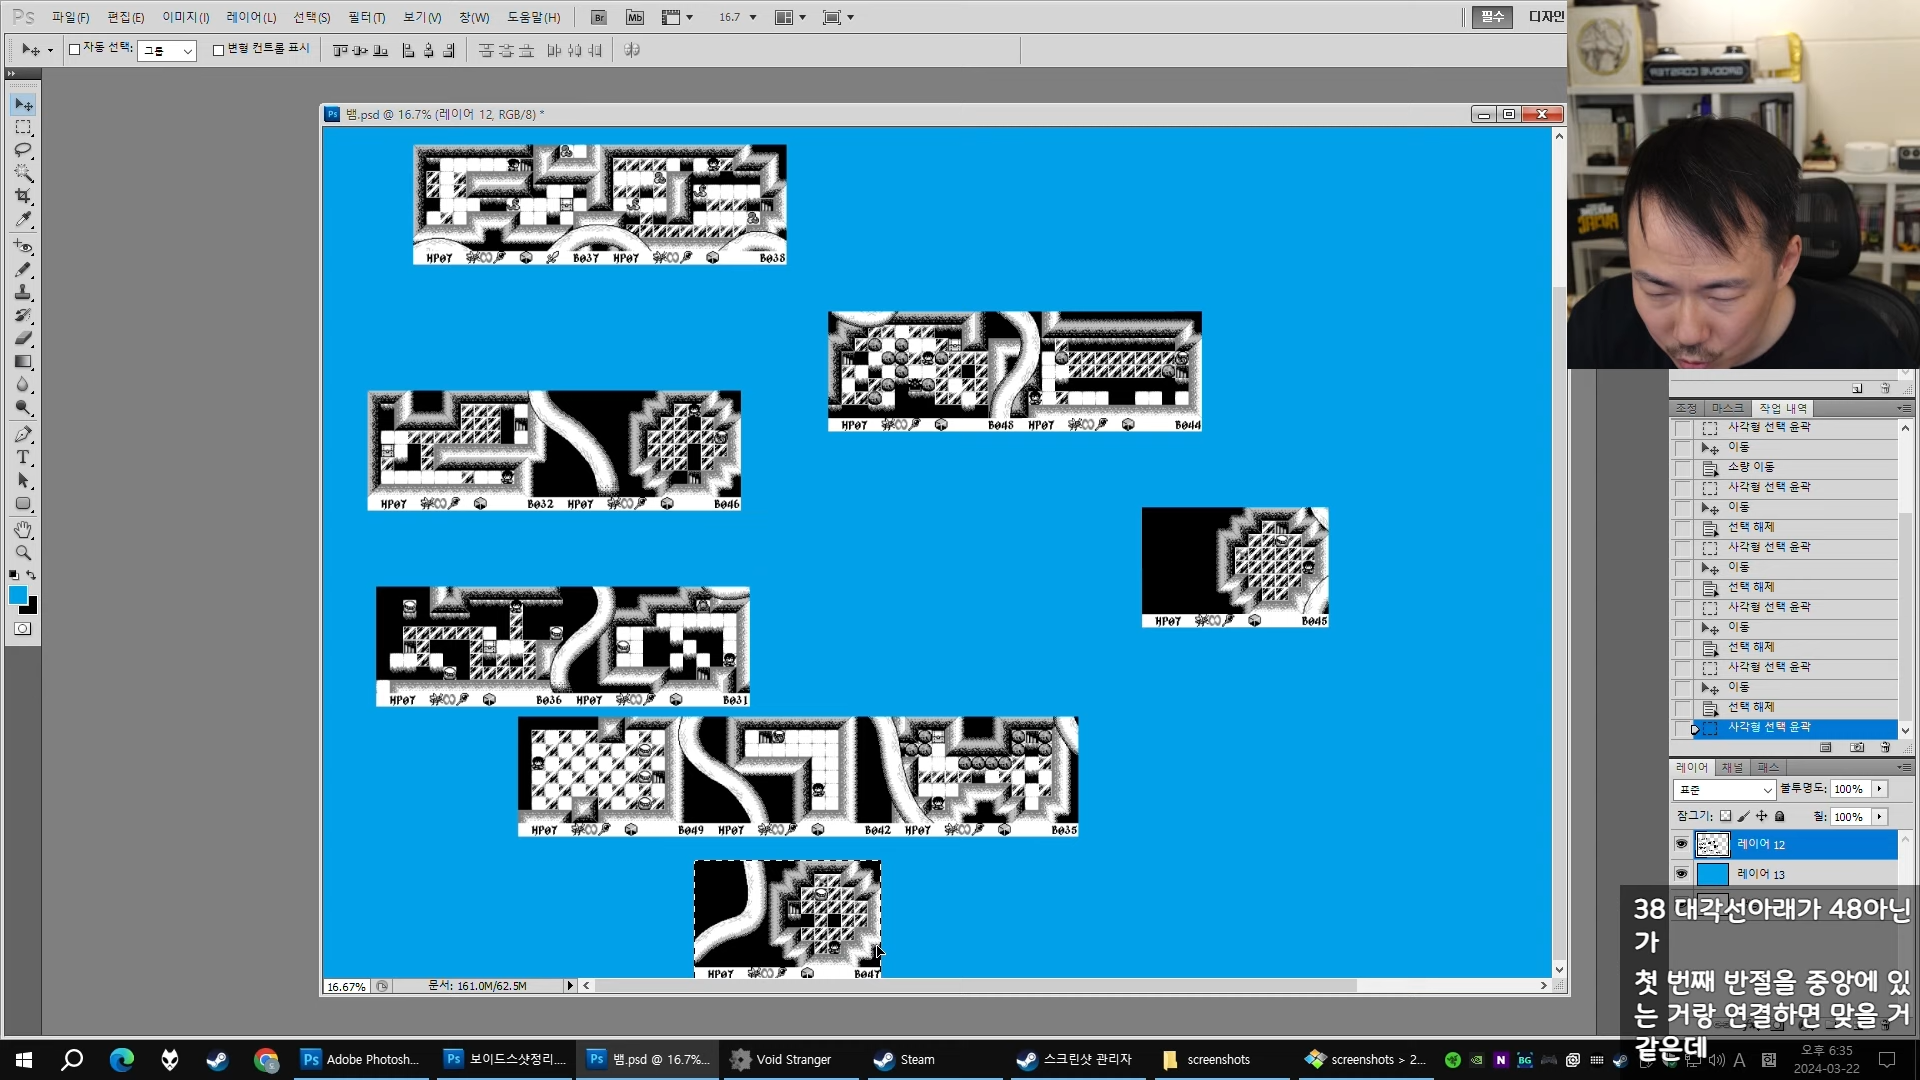 Ps 파일(F) 편집(E) 이미지(I) 레이어(L) 선택(S) 필터(T) 보기(V) 창(W) 도움말(H) Br Mb 16.7 필수 디자인
자동 선택: 그룹 변형 컨트롤 표시
Ps 뱀.psd @ 16.7% (레이어 12, RGB/8) *
HP07 B037 HP07 B038
HP07 B048 HP07 B044
HP07 B032 HP07 B046
HP07 B045
HP07 B036 HP07 B031
HP07 B049 HP07 B042 HP07 B035
HP07 B047
16.67% 문서: 161.0M/62.5M
조정 마스크 작업 내역
사각형 선택 윤곽
이동
소량 이동
사각형 선택 윤곽
이동
선택 해제
사각형 선택 윤곽
이동
선택 해제
사각형 선택 윤곽
이동
선택 해제
사각형 선택 윤곽
이동
선택 해제
사각형 선택 윤곽
레이어 채널 패스
표준 불투명도: 100%
잠그기: 칠: 100%
레이어 12
레이어 13
38 대각선아래가 48아닌
가
첫 번째 반절을 중앙에 있
는 거랑 연결하면 맞을 거
같은데
Ps Adobe Photosh... Ps 보이드스샷정리.... Ps 뱀.psd @ 16.7%... Void Stranger Steam 스크린샷 관리자 screenshots screenshots > 2... N BG A 한
오후 6:35
2024-03-22